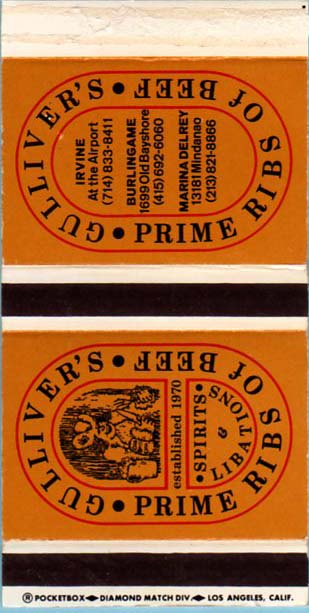 GULLIVER'S • PRIME RIBS of BEEF •
IRVINE
At the Airport
(714) 833-8411
BURLINGAME
1699 Old Bayshore
(415) 692-6060
MARINA DEL REY
13181 Mindanao
(213) 821-8866
GULLIVER'S • PRIME RIBS of BEEF •
established 1970
• SPIRITS •
&
LIBATIONS
® POCKETBOX ◆ DIAMOND MATCH DIV. ◆ LOS ANGELES, CALIF.